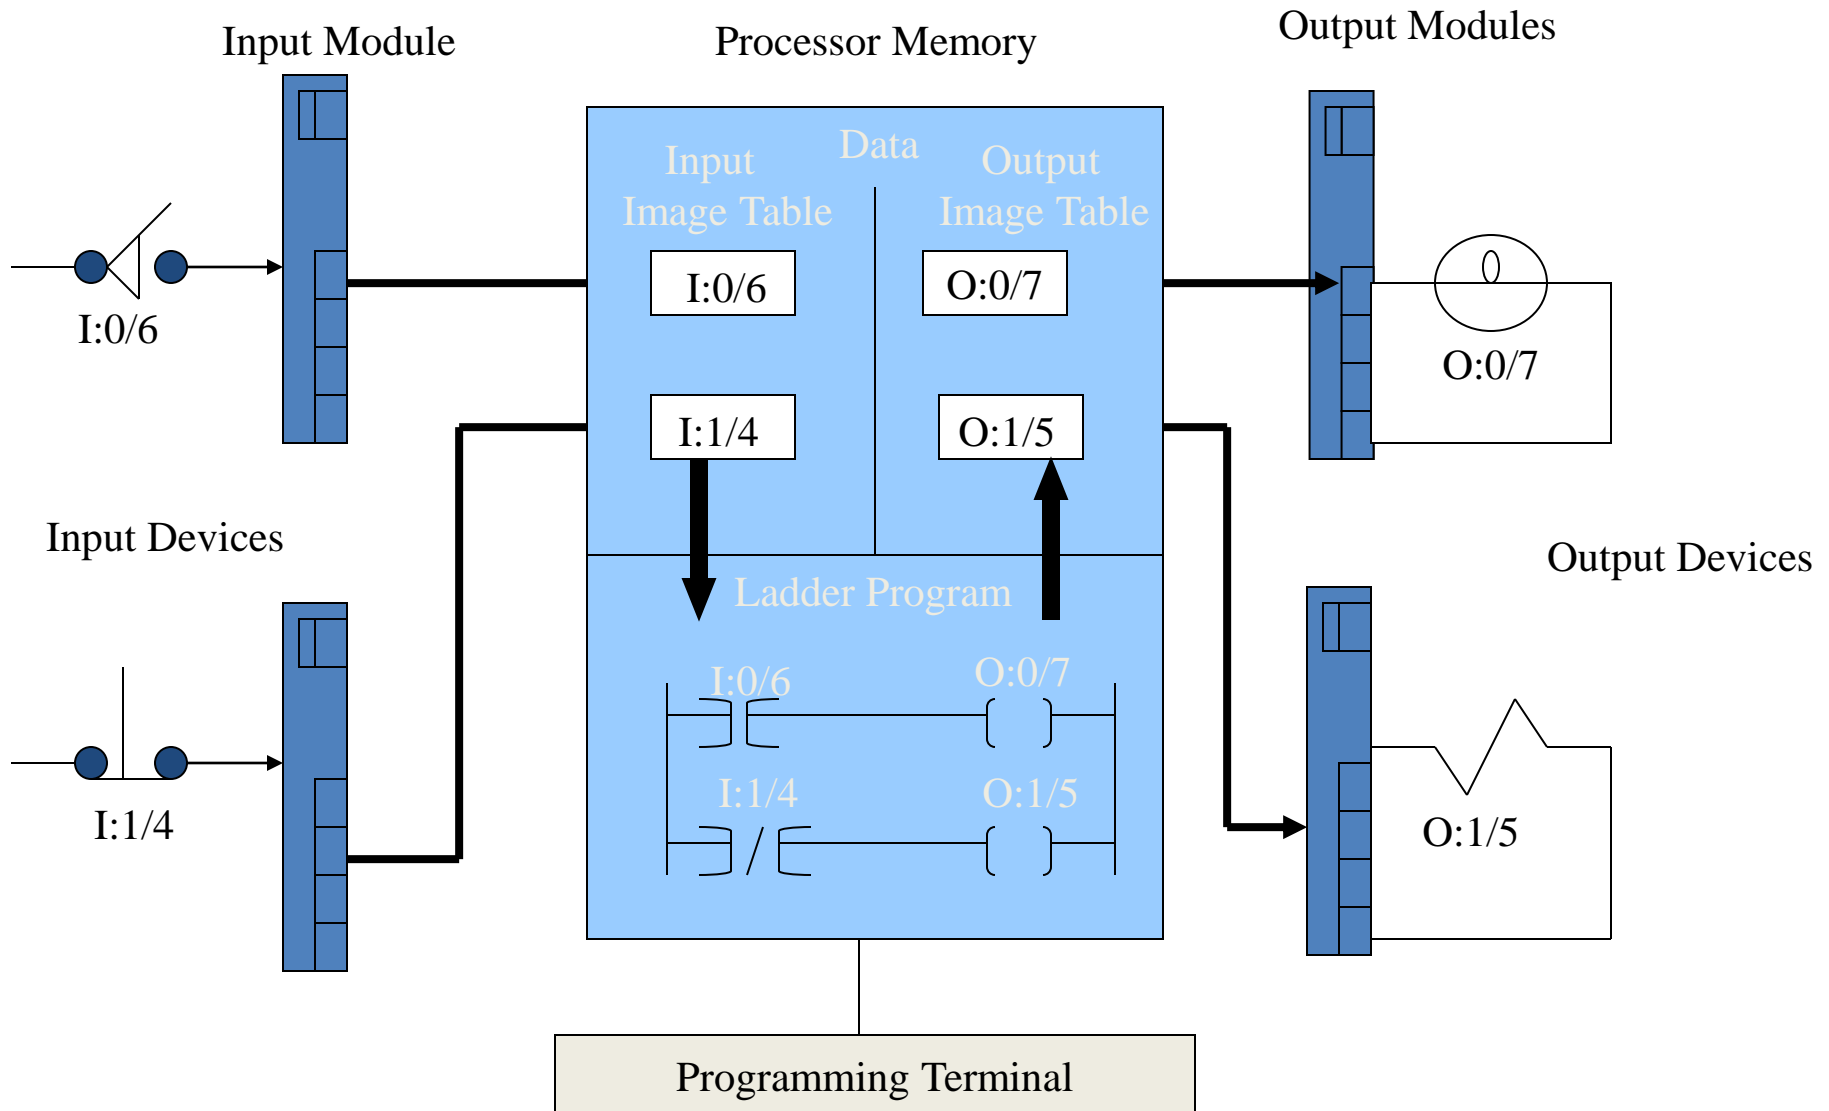 Input Module
Processor Memory
Output Modules
Data
Input
Image Table
Output
Image Table
I:0/6
I:0/6
O:0/7
O:0/7
I:1/4
O:1/5
Input Devices
Output Devices
Ladder Program
I:0/6
O:0/7
I:1/4
O:1/5
I:1/4
O:1/5
Programming Terminal